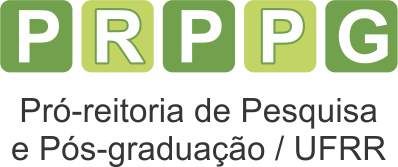 PRPPG
Pró-reitoria de Pesquisa
e Pós-graduação / UFRR